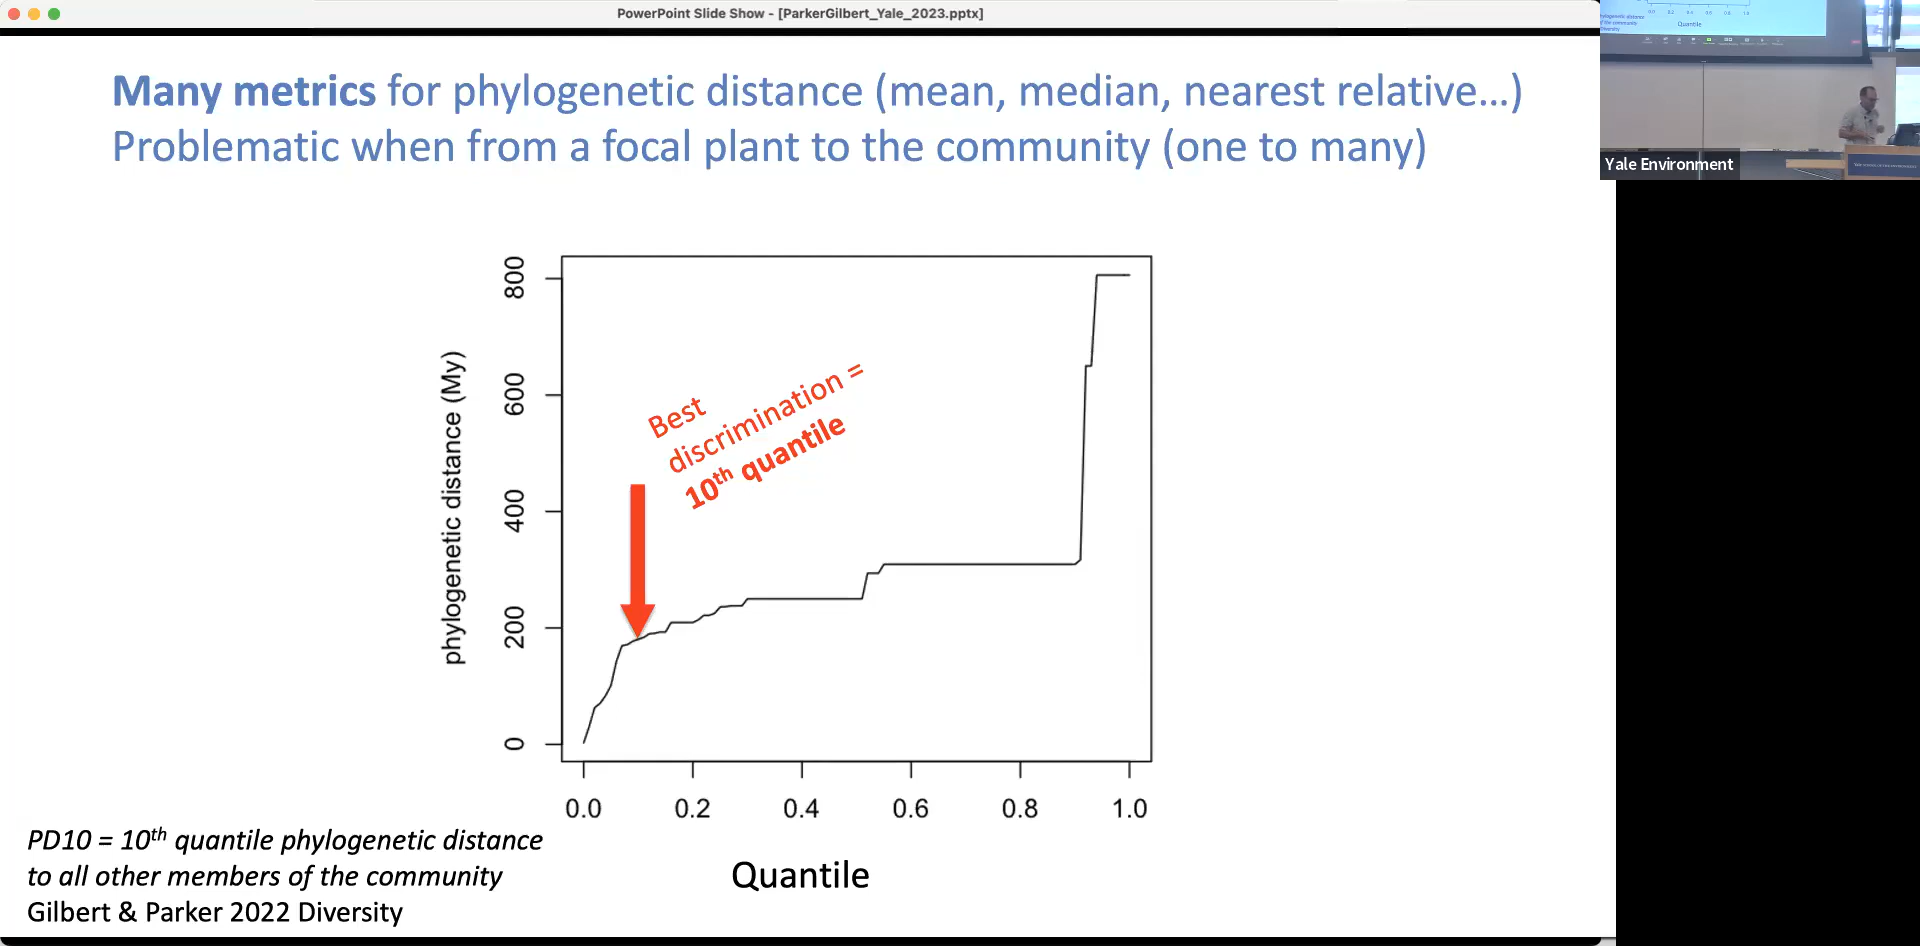 PowerPoint Slide Show - [ParkerGilbert_Yale_2023.pptx]
Many metrics for phylogenetic distance (mean, median, nearest relative...)
Problematic when from a focal plant to the community (one to many)
Yale Environment
Quantile
800
600
400
200
0
phylogenetic distance (My)
Best
discrimination =
10th quantile
0.0 0.2 0.4 0.6 0.8 1.0
Quantile
PD10 = 10th quantile phylogenetic distance
to all other members of the community
Gilbert & Parker 2022 Diversity